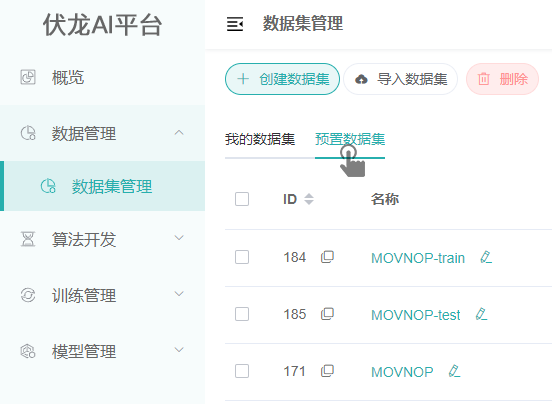 伏龙AI平台
概览
数据管理
数据集管理
算法开发
训练管理
模型管理
数据集管理
创建数据集 导入数据集 删除
我的数据集 预置数据集
ID 名称
184 MOVNOP-train
185 MOVNOP-test
171 MOVNOP